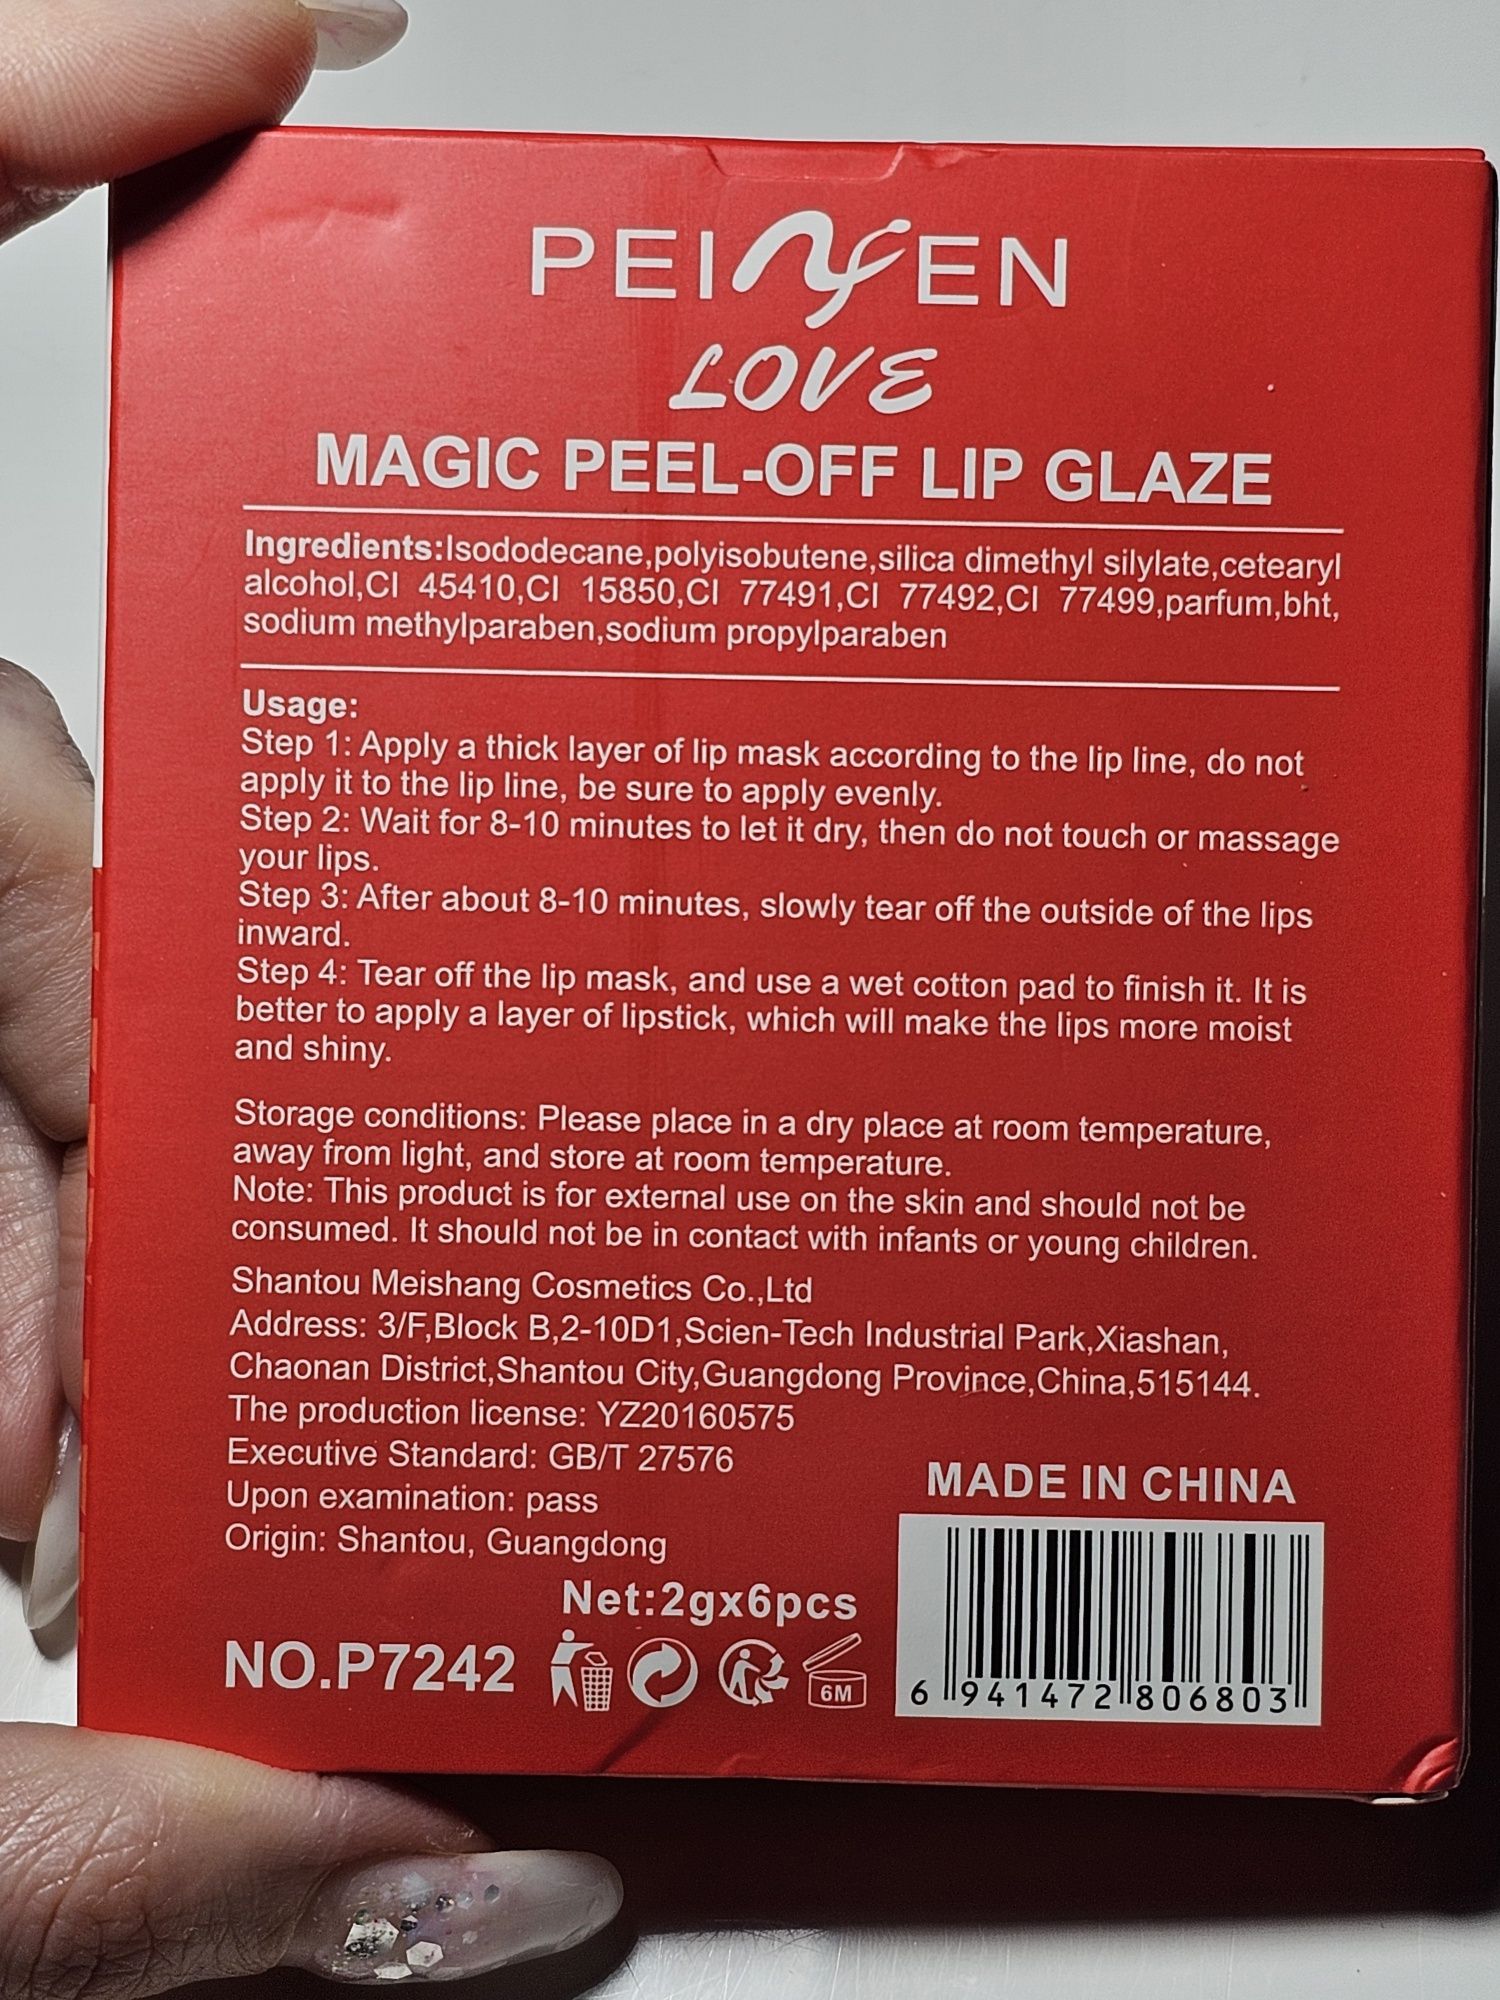 PEIYEN
LOVE
MAGIC PEEL-OFF LIP GLAZE
Ingredients:Isododecane,polyisobutene,silica dimethyl silylate,cetearyl
alcohol,CI 45410,CI 15850,CI 77491,CI 77492,CI 77499,parfum,bht,
sodium methylparaben,sodium propylparaben
Usage:
Step 1: Apply a thick layer of lip mask according to the lip line, do not
apply it to the lip line, be sure to apply evenly.
Step 2: Wait for 8-10 minutes to let it dry, then do not touch or massage
your lips.
Step 3: After about 8-10 minutes, slowly tear off the outside of the lips
inward.
Step 4: Tear off the lip mask, and use a wet cotton pad to finish it. It is
better to apply a layer of lipstick, which will make the lips more moist
and shiny.
Storage conditions: Please place in a dry place at room temperature,
away from light, and store at room temperature.
Note: This product is for external use on the skin and should not be
consumed. It should not be in contact with infants or young children.
Shantou Meishang Cosmetics Co.,Ltd
Address: 3/F,Block B,2-10D1,Scien-Tech Industrial Park,Xiashan,
Chaonan District,Shantou City,Guangdong Province,China,515144.
The production license: YZ20160575
Executive Standard: GB/T 27576
Upon examination: pass
Origin: Shantou, Guangdong
MADE IN CHINA
Net:2gx6pcs
NO.P7242
6M
6 941472 806803